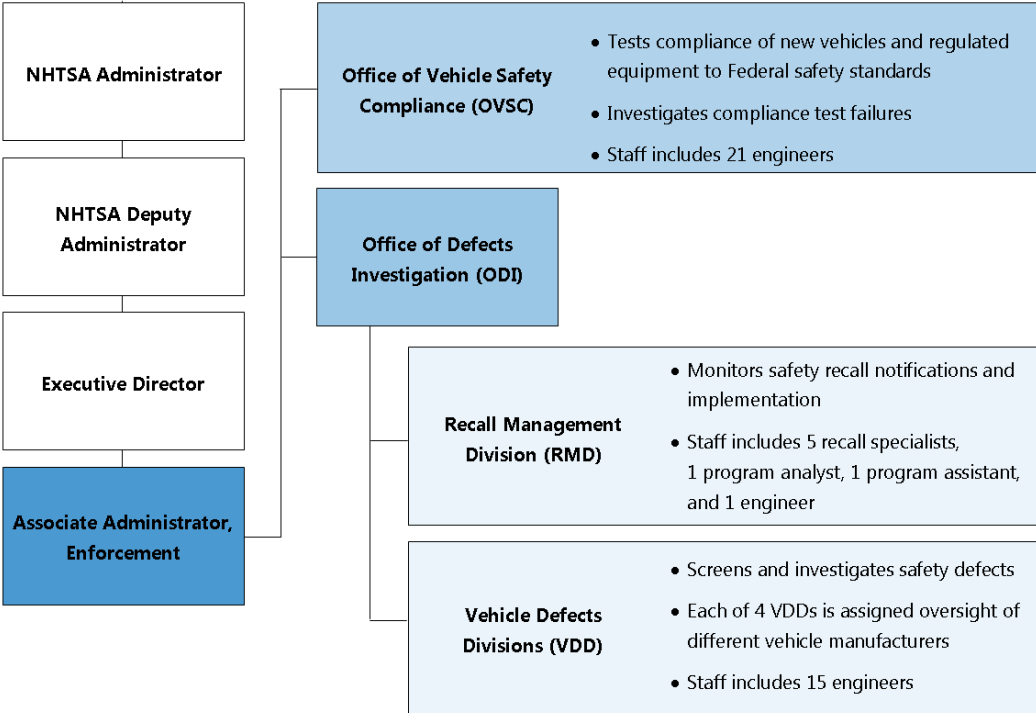 NHTSA Administrator
NHTSA Deputy
Administrator
Executive Director
Associate Administrator,
Enforcement
Office of Vehicle Safety
Compliance (OVSC)
• Tests compliance of new vehicles and regulated
equipment to Federal safety standards
• Investigates compliance test failures
• Staff includes 21 engineers
Office of Defects
Investigation (ODI)
Recall Management
Division (RMD)
• Monitors safety recall notifications and
implementation
• Staff includes 5 recall specialists,
1 program analyst, 1 program assistant,
and 1 engineer
Vehicle Defects
Divisions (VDD)
• Screens and investigates safety defects
• Each of 4 VDDs is assigned oversight of
different vehicle manufacturers
• Staff includes 15 engineers